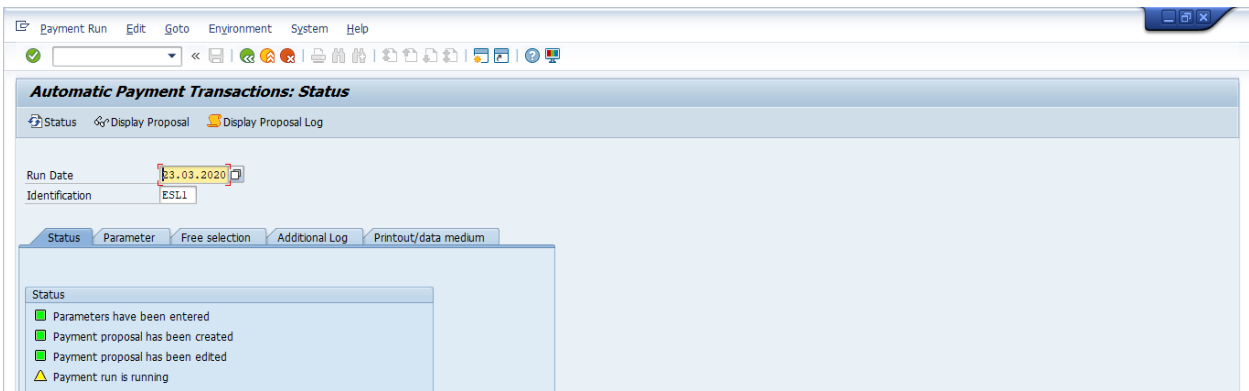 Payment Run Edit Goto Environment System Help
Automatic Payment Transactions: Status
Status Display Proposal Display Proposal Log
Run Date 23.03.2020
Identification ESL1
Status Parameter Free selection Additional Log Printout/data medium
Status
Parameters have been entered
Payment proposal has been created
Payment proposal has been edited
Payment run is running